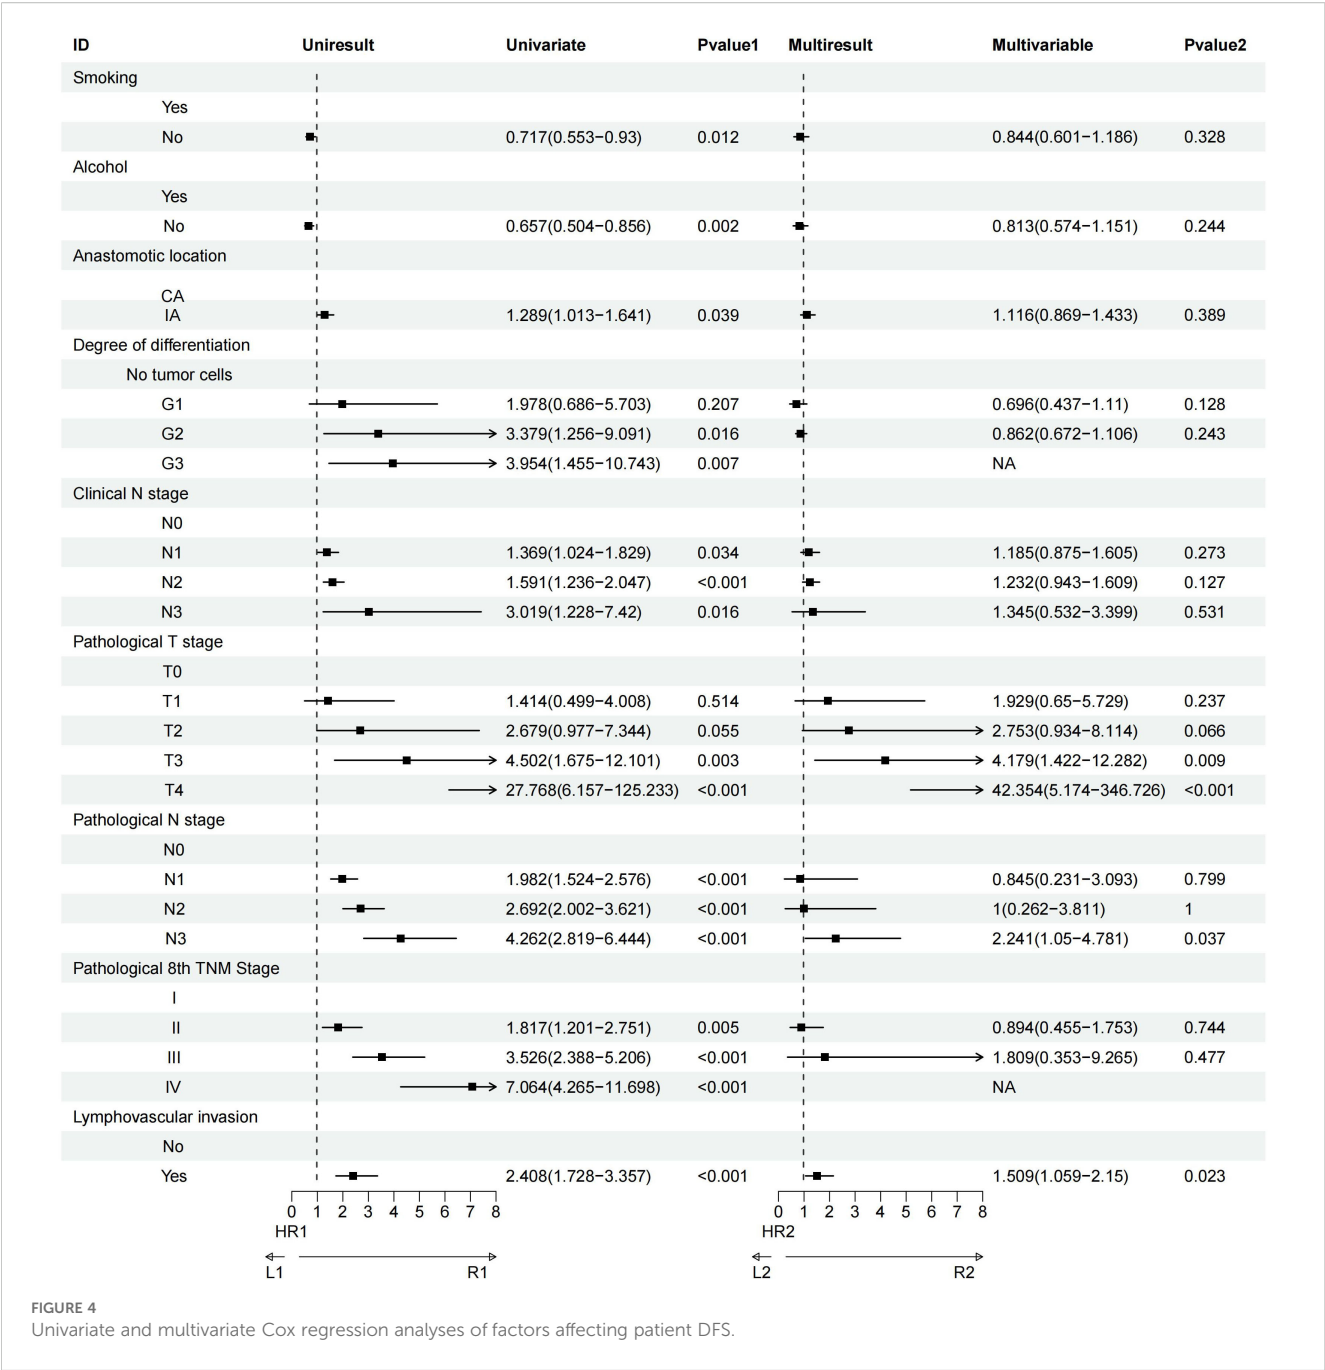 ID Uniresult Univariate Pvalue1 Multiresult Multivariable Pvalue2
Smoking
Yes
No 0.717(0.553−0.93) 0.012 0.844(0.601−1.186) 0.328
Alcohol
Yes
No 0.657(0.504−0.856) 0.002 0.813(0.574−1.151) 0.244
Anastomotic location
CA
IA 1.289(1.013−1.641) 0.039 1.116(0.869−1.433) 0.389
Degree of differentiation
No tumor cells
G1 1.978(0.686−5.703) 0.207 0.696(0.437−1.11) 0.128
G2 3.379(1.256−9.091) 0.016 0.862(0.672−1.106) 0.243
G3 3.954(1.455−10.743) 0.007 NA
Clinical N stage
N0
N1 1.369(1.024−1.829) 0.034 1.185(0.875−1.605) 0.273
N2 1.591(1.236−2.047) <0.001 1.232(0.943−1.609) 0.127
N3 3.019(1.228−7.42) 0.016 1.345(0.532−3.399) 0.531
Pathological T stage
T0
T1 1.414(0.499−4.008) 0.514 1.929(0.65−5.729) 0.237
T2 2.679(0.977−7.344) 0.055 2.753(0.934−8.114) 0.066
T3 4.502(1.675−12.101) 0.003 4.179(1.422−12.282) 0.009
T4 27.768(6.157−125.233) <0.001 42.354(5.174−346.726) <0.001
Pathological N stage
N0
N1 1.982(1.524−2.576) <0.001 0.845(0.231−3.093) 0.799
N2 2.692(2.002−3.621) <0.001 1(0.262−3.811) 1
N3 4.262(2.819−6.444) <0.001 2.241(1.05−4.781) 0.037
Pathological 8th TNM Stage
I
II 1.817(1.201−2.751) 0.005 0.894(0.455−1.753) 0.744
III 3.526(2.388−5.206) <0.001 1.809(0.353−9.265) 0.477
IV 7.064(4.265−11.698) <0.001 NA
Lymphovascular invasion
No
Yes 2.408(1.728−3.357) <0.001 1.509(1.059−2.15) 0.023
0 1 2 3 4 5 6 7 8 0 1 2 3 4 5 6 7 8
HR1 HR2
L1 R1 L2 R2
FIGURE 4
Univariate and multivariate Cox regression analyses of factors affecting patient DFS.